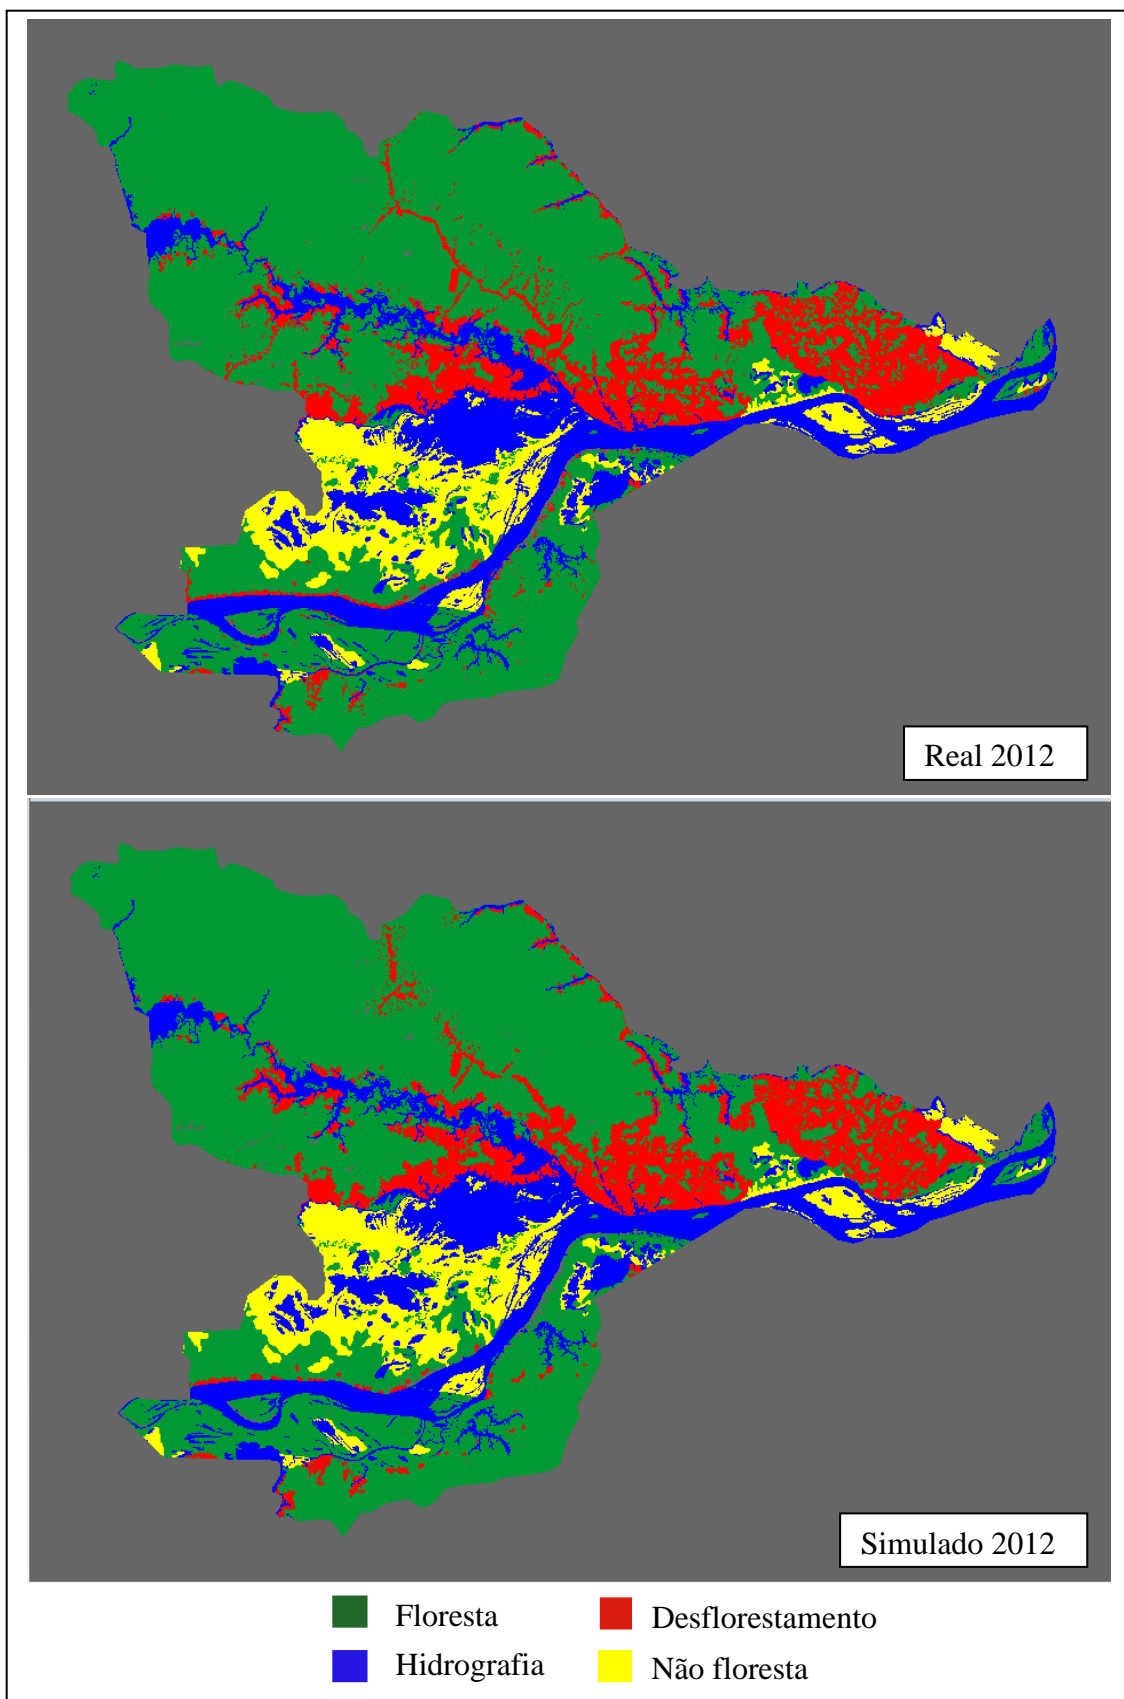 Real 2012
Simulado 2012
Floresta
Desflorestamento
Hidrografia
Não floresta